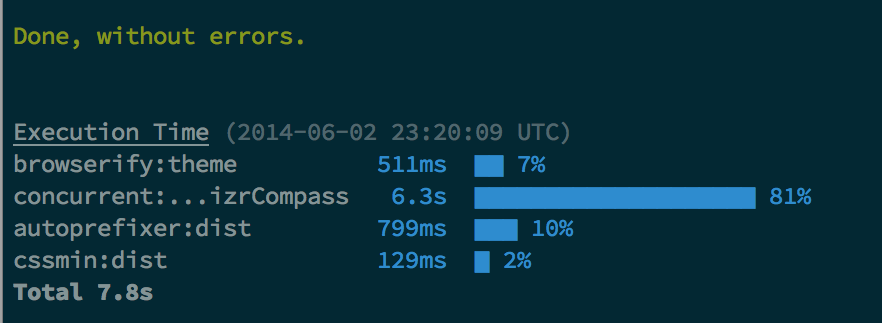 Done, without errors.
Execution Time (2014-06-02 23:20:09 UTC)
browserify:theme 511ms 7%
concurrent:...izrCompass 6.3s 81%
autoprefixer:dist 799ms 10%
cssmin:dist 129ms 2%
Total 7.8s